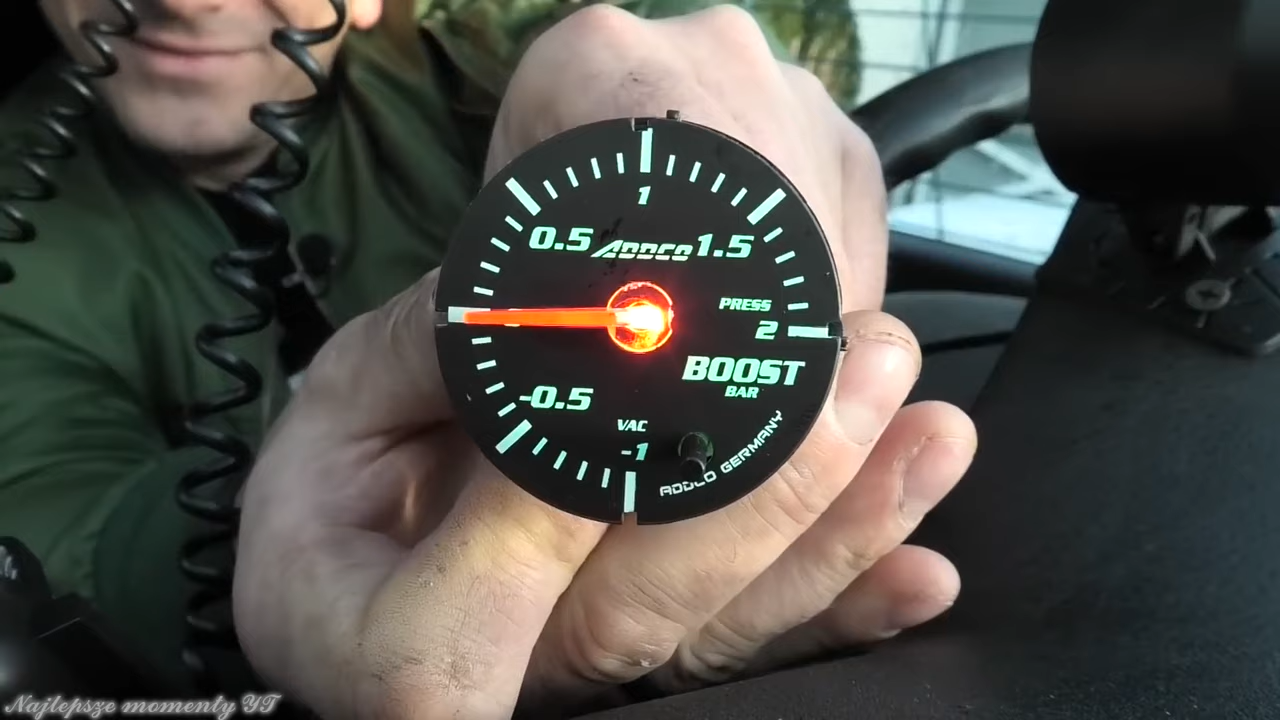 1
0.5 ADDCO 1.5
PRESS
2
BOOST
BAR
-0.5
VAC
-1
ADDCO GERMANY
Najlepsze momenty YT